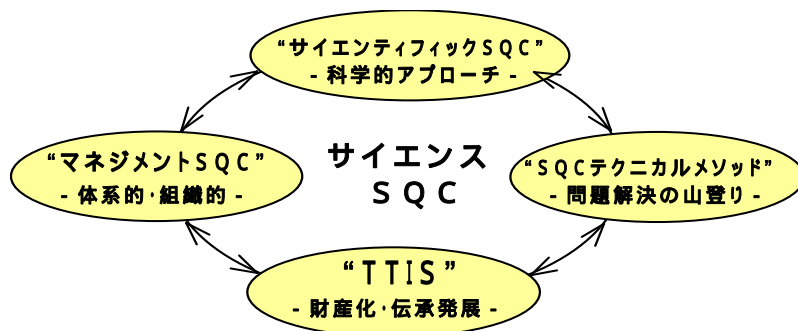 “サイエンティフィックSQC”
- 科学的アプローチ -
“マネジメントSQC”
- 体系的・組織的 -
サイエンス
SQC
“SQCテクニカルメソッド”
- 問題解決の山登り -
“TTIS”
- 財産化・伝承発展 -